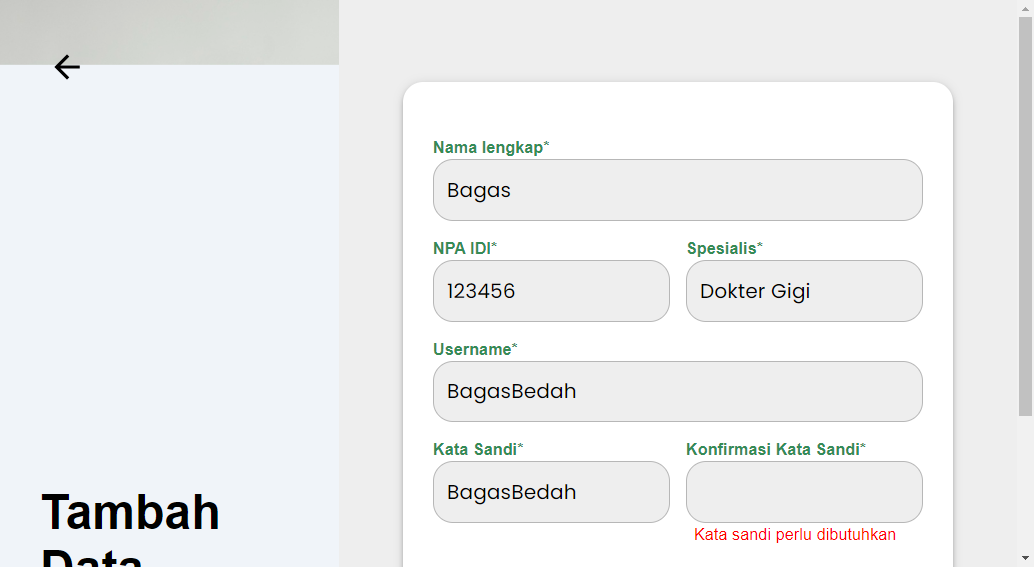 Nama lengkap*
Bagas
NPA IDI*
Spesialis*
123456
Dokter Gigi
Username*
BagasBedah
Kata Sandi*
Konfirmasi Kata Sandi*
BagasBedah
Kata sandi perlu dibutuhkan
Tambah
Data